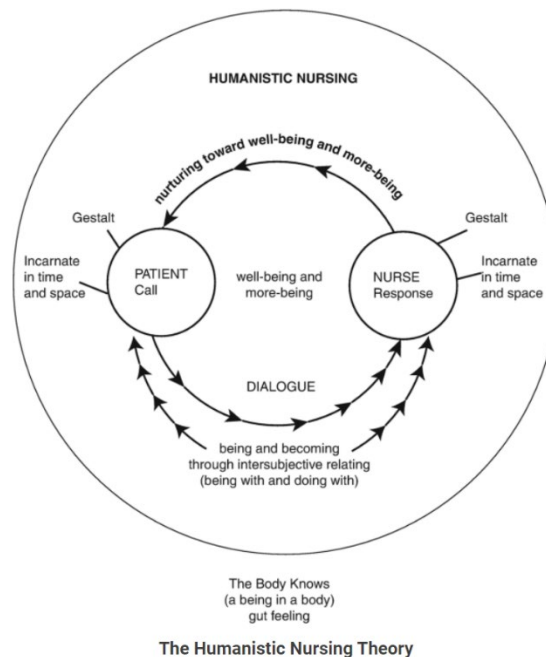 HUMANISTIC NURSING
nurturing toward well-being and more-being
Gestalt
Gestalt
Incarnate
in time
and space
PATIENT
Call
well-being and
more-being
NURSE
Response
Incarnate
in time
and space
DIALOGUE
being and becoming
through intersubjective relating
(being with and doing with)
The Body Knows
(a being in a body)
gut feeling
The Humanistic Nursing Theory